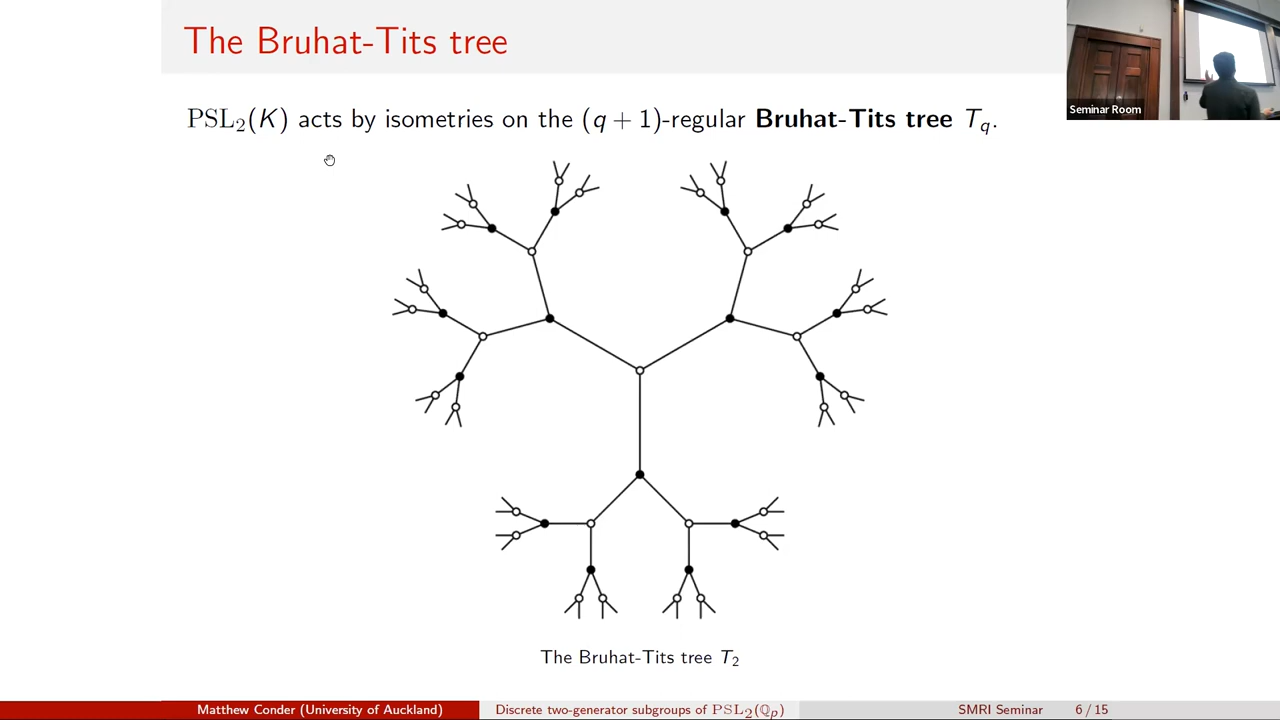 The Bruhat-Tits tree
PSL₂(K) acts by isometries on the (q + 1)-regular Bruhat-Tits tree T_q.
Seminar Room
The Bruhat-Tits tree T₂
Matthew Conder (University of Auckland) Discrete two-generator subgroups of PSL₂(ℚ_p) SMRI Seminar 6 / 15